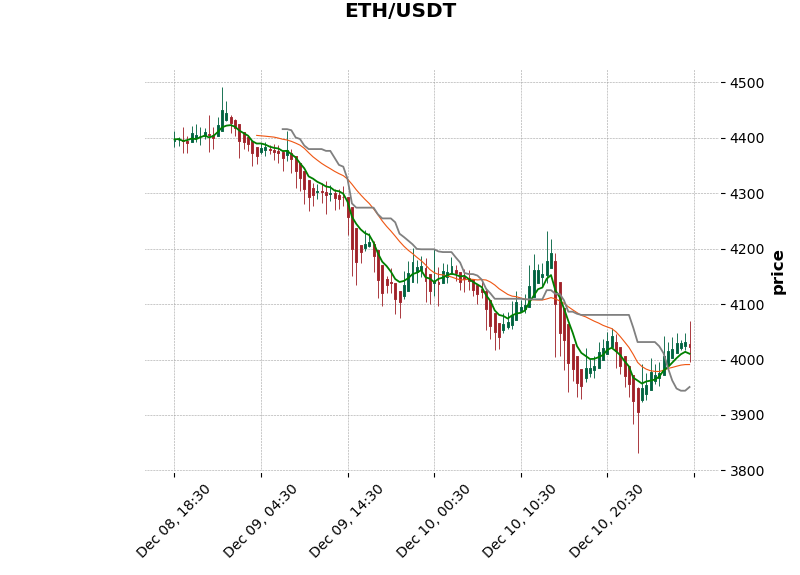 ETH/USDT
4500
4400
4300
4200
4100
4000
3900
3800
price
Dec 08, 18:30
Dec 09, 04:30
Dec 09, 14:30
Dec 10, 00:30
Dec 10, 10:30
Dec 10, 20:30